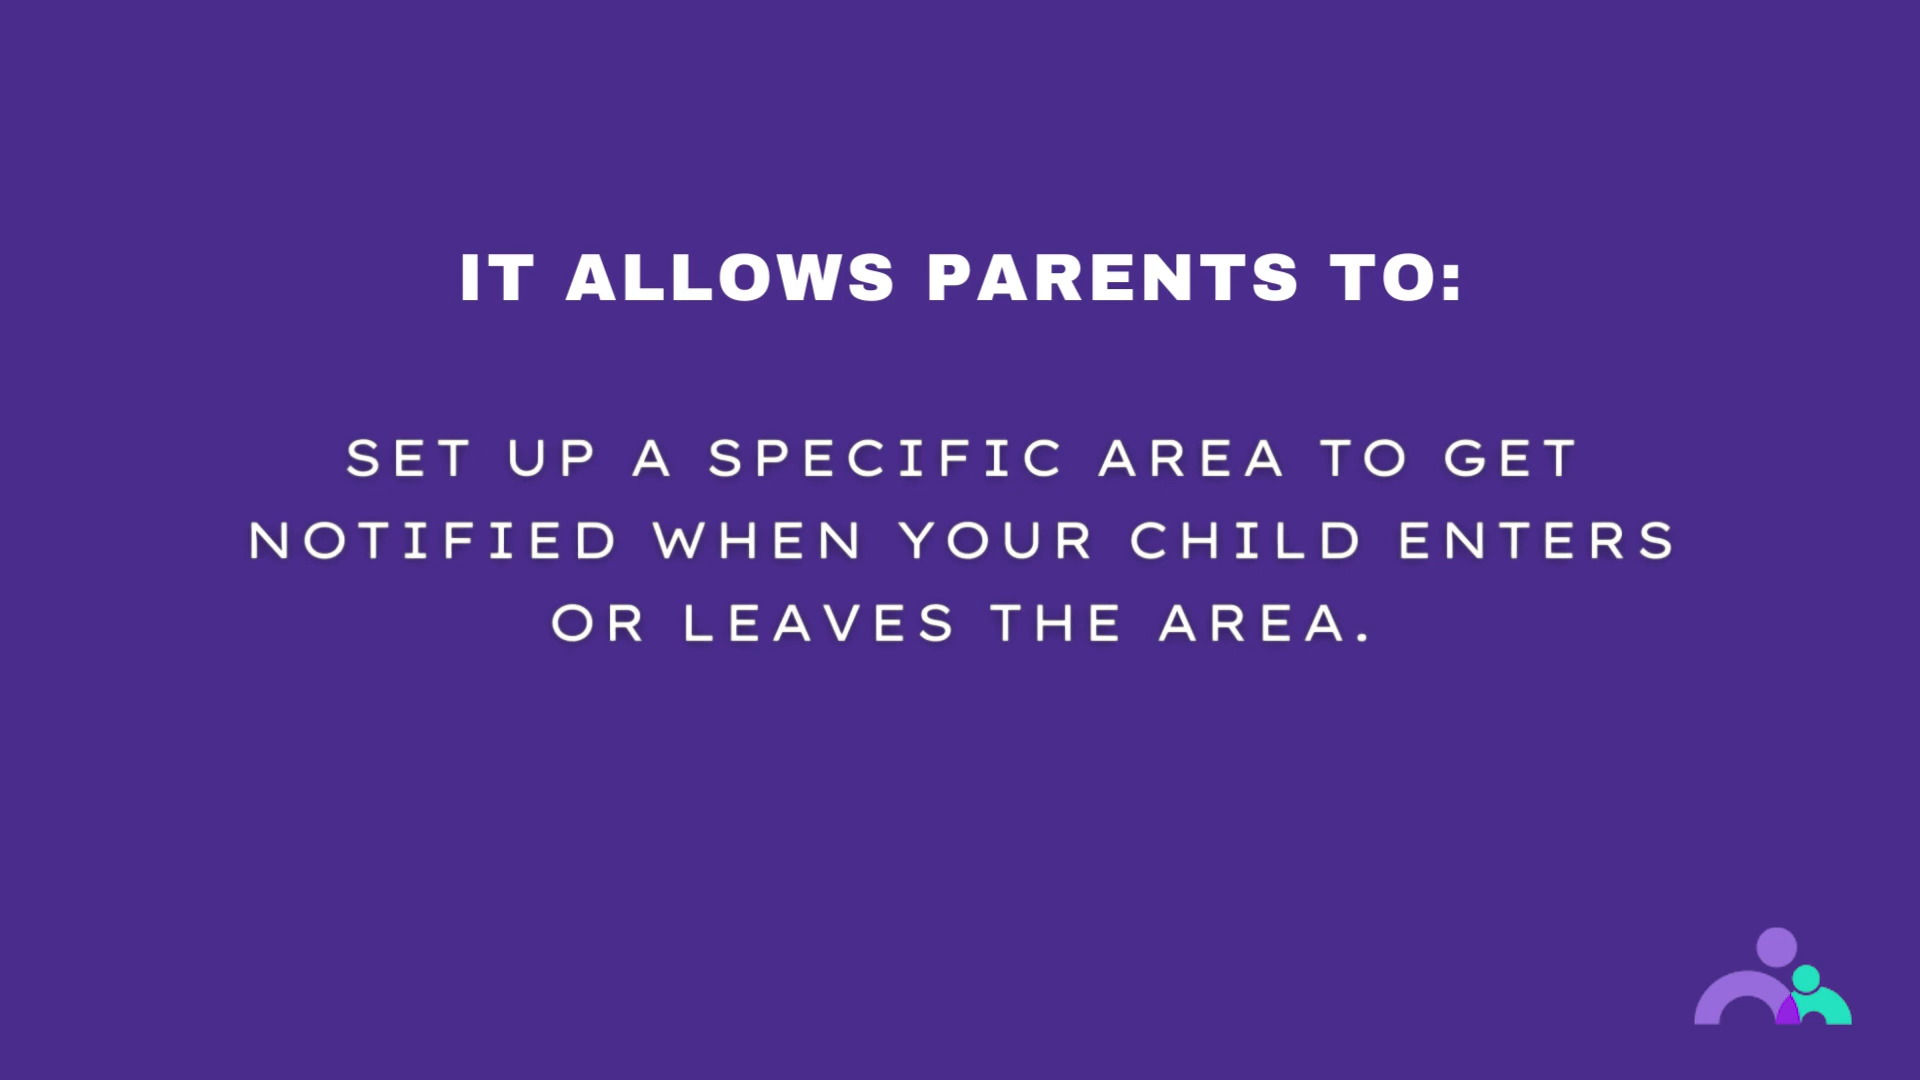 IT ALLOWS PARENTS TO:
SET UP A SPECIFIC AREA TO GET
NOTIFIED WHEN YOUR CHILD ENTERS
OR LEAVES THE AREA.